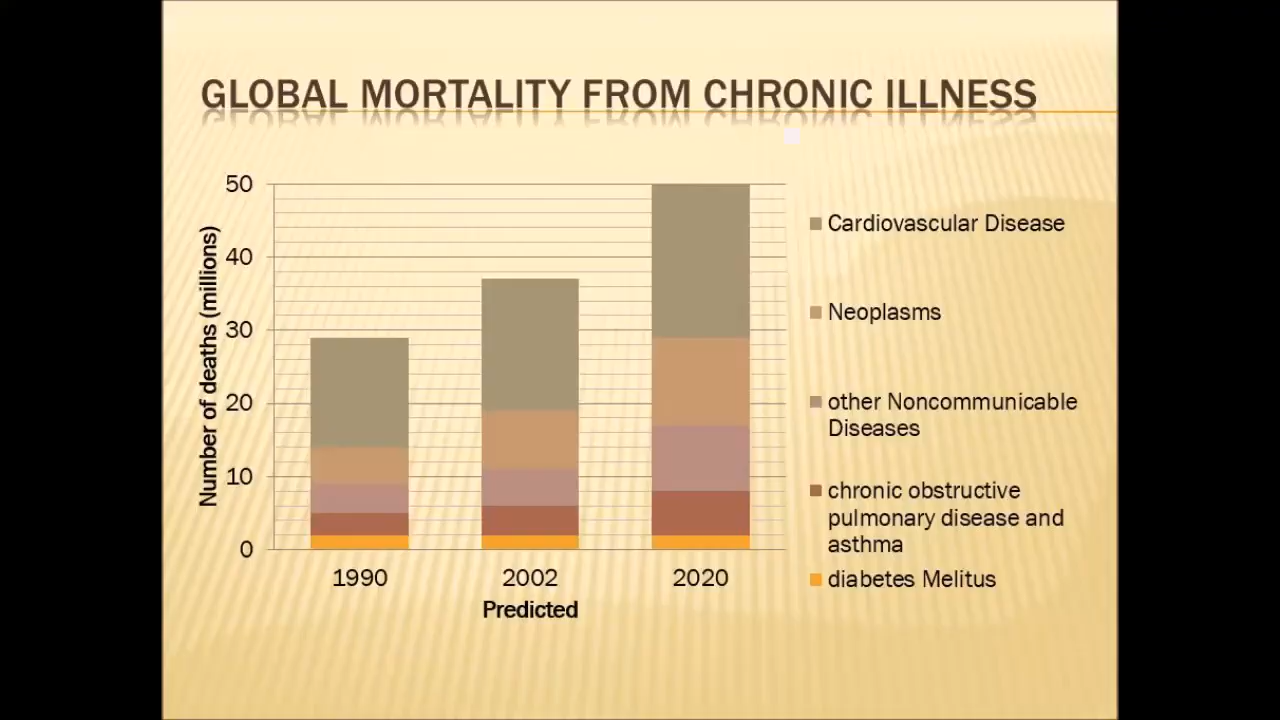 GLOBAL MORTALITY FROM CHRONIC ILLNESS
Number of deaths (millions)
50
40
30
20
10
0
1990
2002
2020
Predicted
Cardiovascular Disease
Neoplasms
other Noncommunicable
Diseases
chronic obstructive
pulmonary disease and
asthma
diabetes Melitus